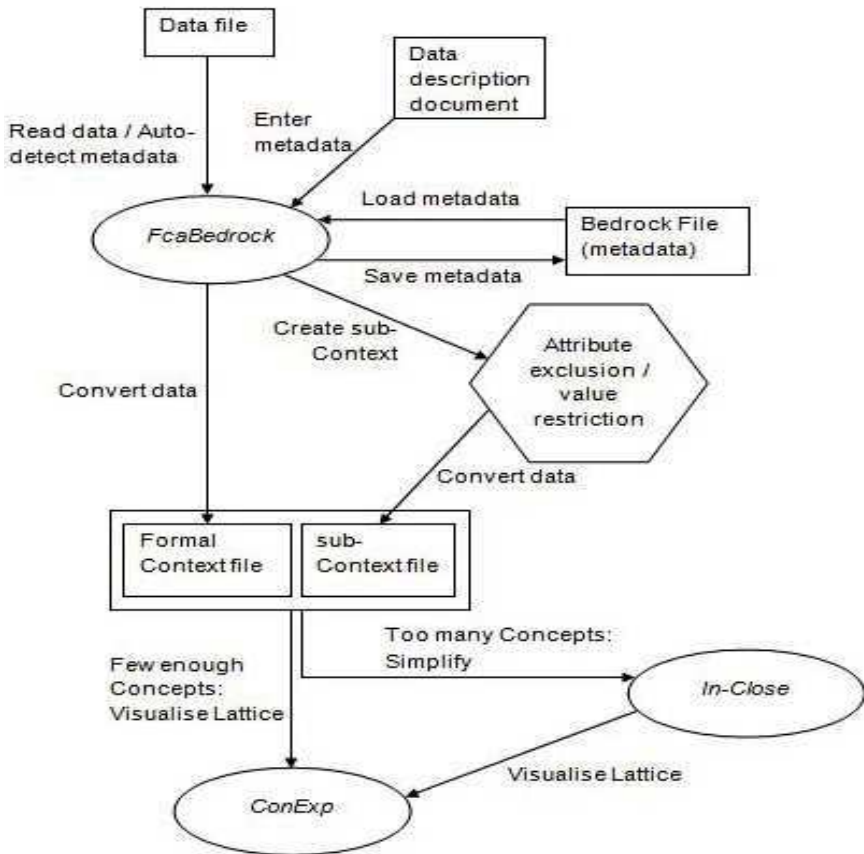 Data file
Data
description
document
Enter
metadata
Read data / Auto-
detect metadata
Load metadata
FcaBedrock
Bedrock File
(metadata)
Save metadata
Create sub-
Context
Attribute
exclusion /
value
restriction
Convert data
Convert data
Formal
Context file
sub-
Context file
Too many Concepts:
Simplify
Few enough
Concepts:
Visualise Lattice
In-Close
Visualise Lattice
ConExp